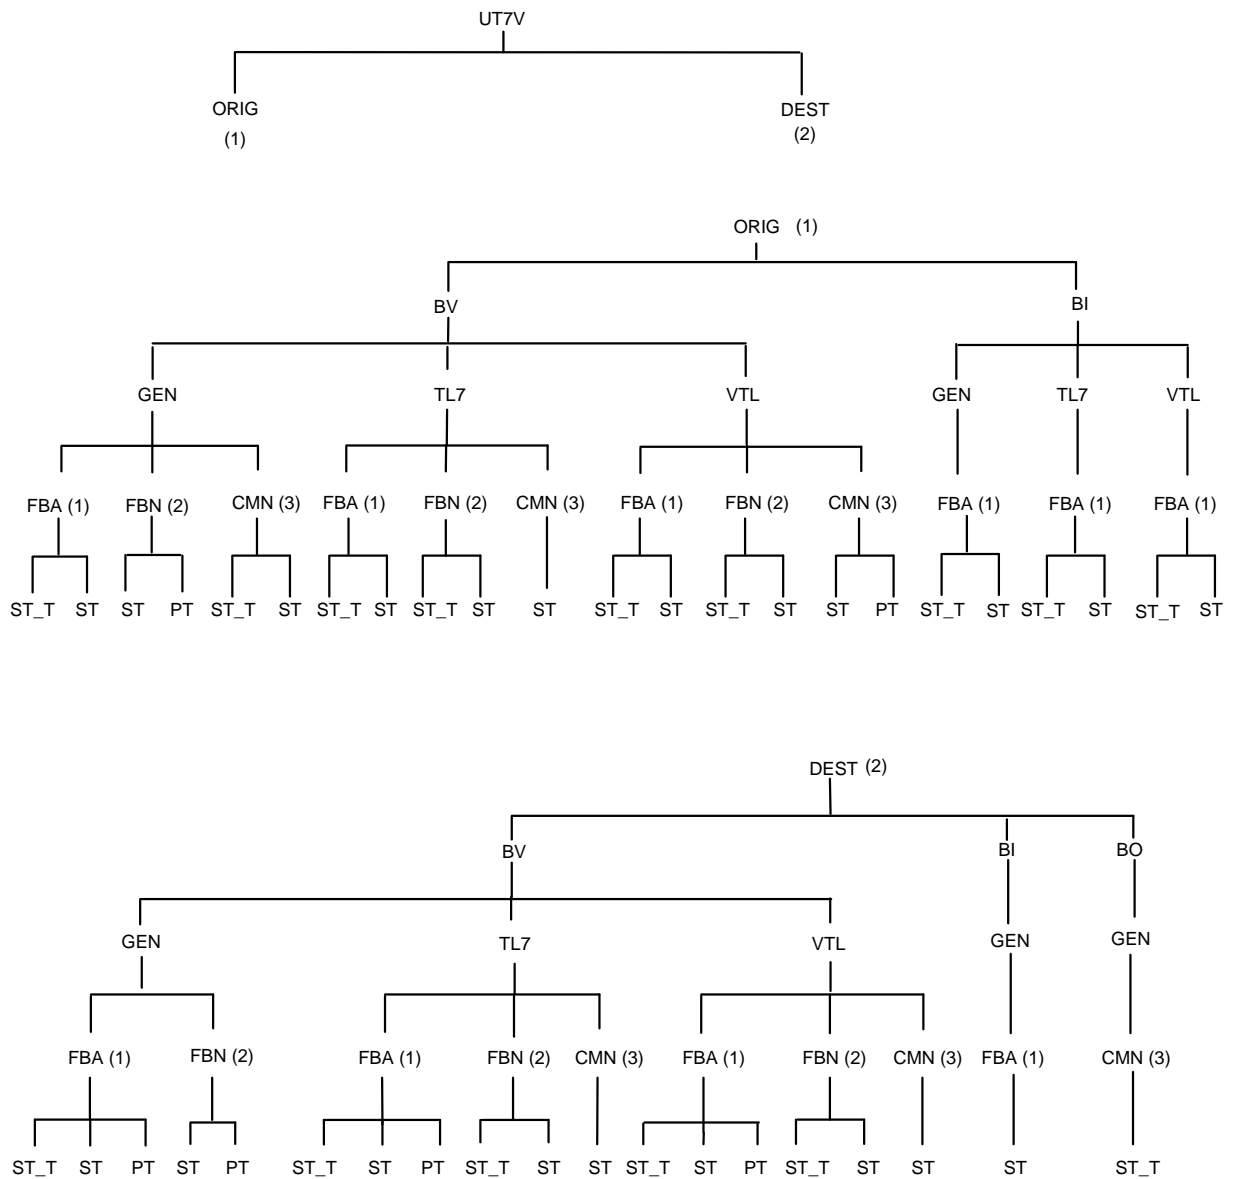 UT7V
ORIG DEST
(1) (2)
ORIG (1)
BV BI
GEN TL7 VTL GEN TL7 VTL
FBA (1) FBN (2) CMN (3) FBA (1) FBN (2) CMN (3) FBA (1) FBN (2) CMN (3) FBA (1) FBA (1) FBA (1)
ST_T ST ST PT ST_T ST ST_T ST ST_T ST ST ST_T ST ST_T ST ST PT ST_T ST ST_T ST ST_T ST
DEST (2)
BV BI BO
GEN TL7 VTL GEN GEN
FBA (1) FBN (2) FBA (1) FBN (2) CMN (3) FBA (1) FBN (2) CMN (3) FBA (1) CMN (3)
ST_T ST PT ST PT ST_T ST PT ST_T ST ST ST_T ST PT ST_T ST ST ST ST_T